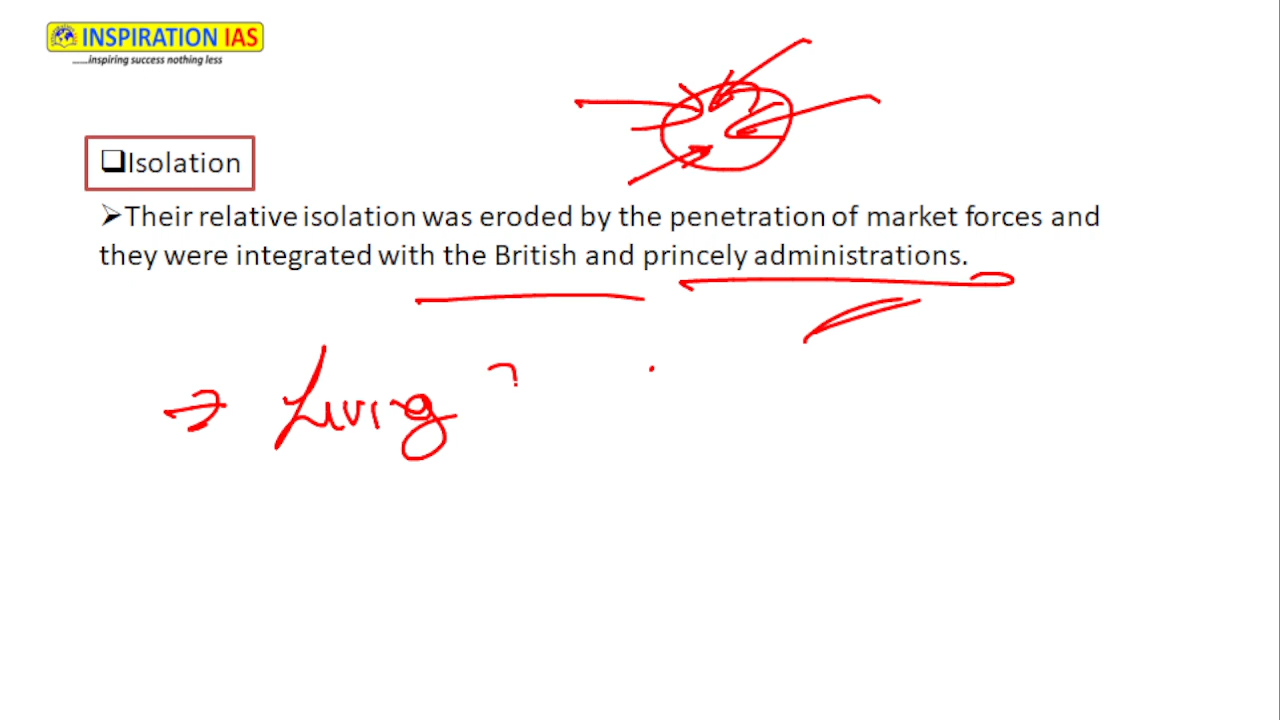 INSPIRATION IAS
......inspiring success nothing less
❑Isolation
➢Their relative isolation was eroded by the penetration of market forces and
they were integrated with the British and princely administrations.
⇒ Living